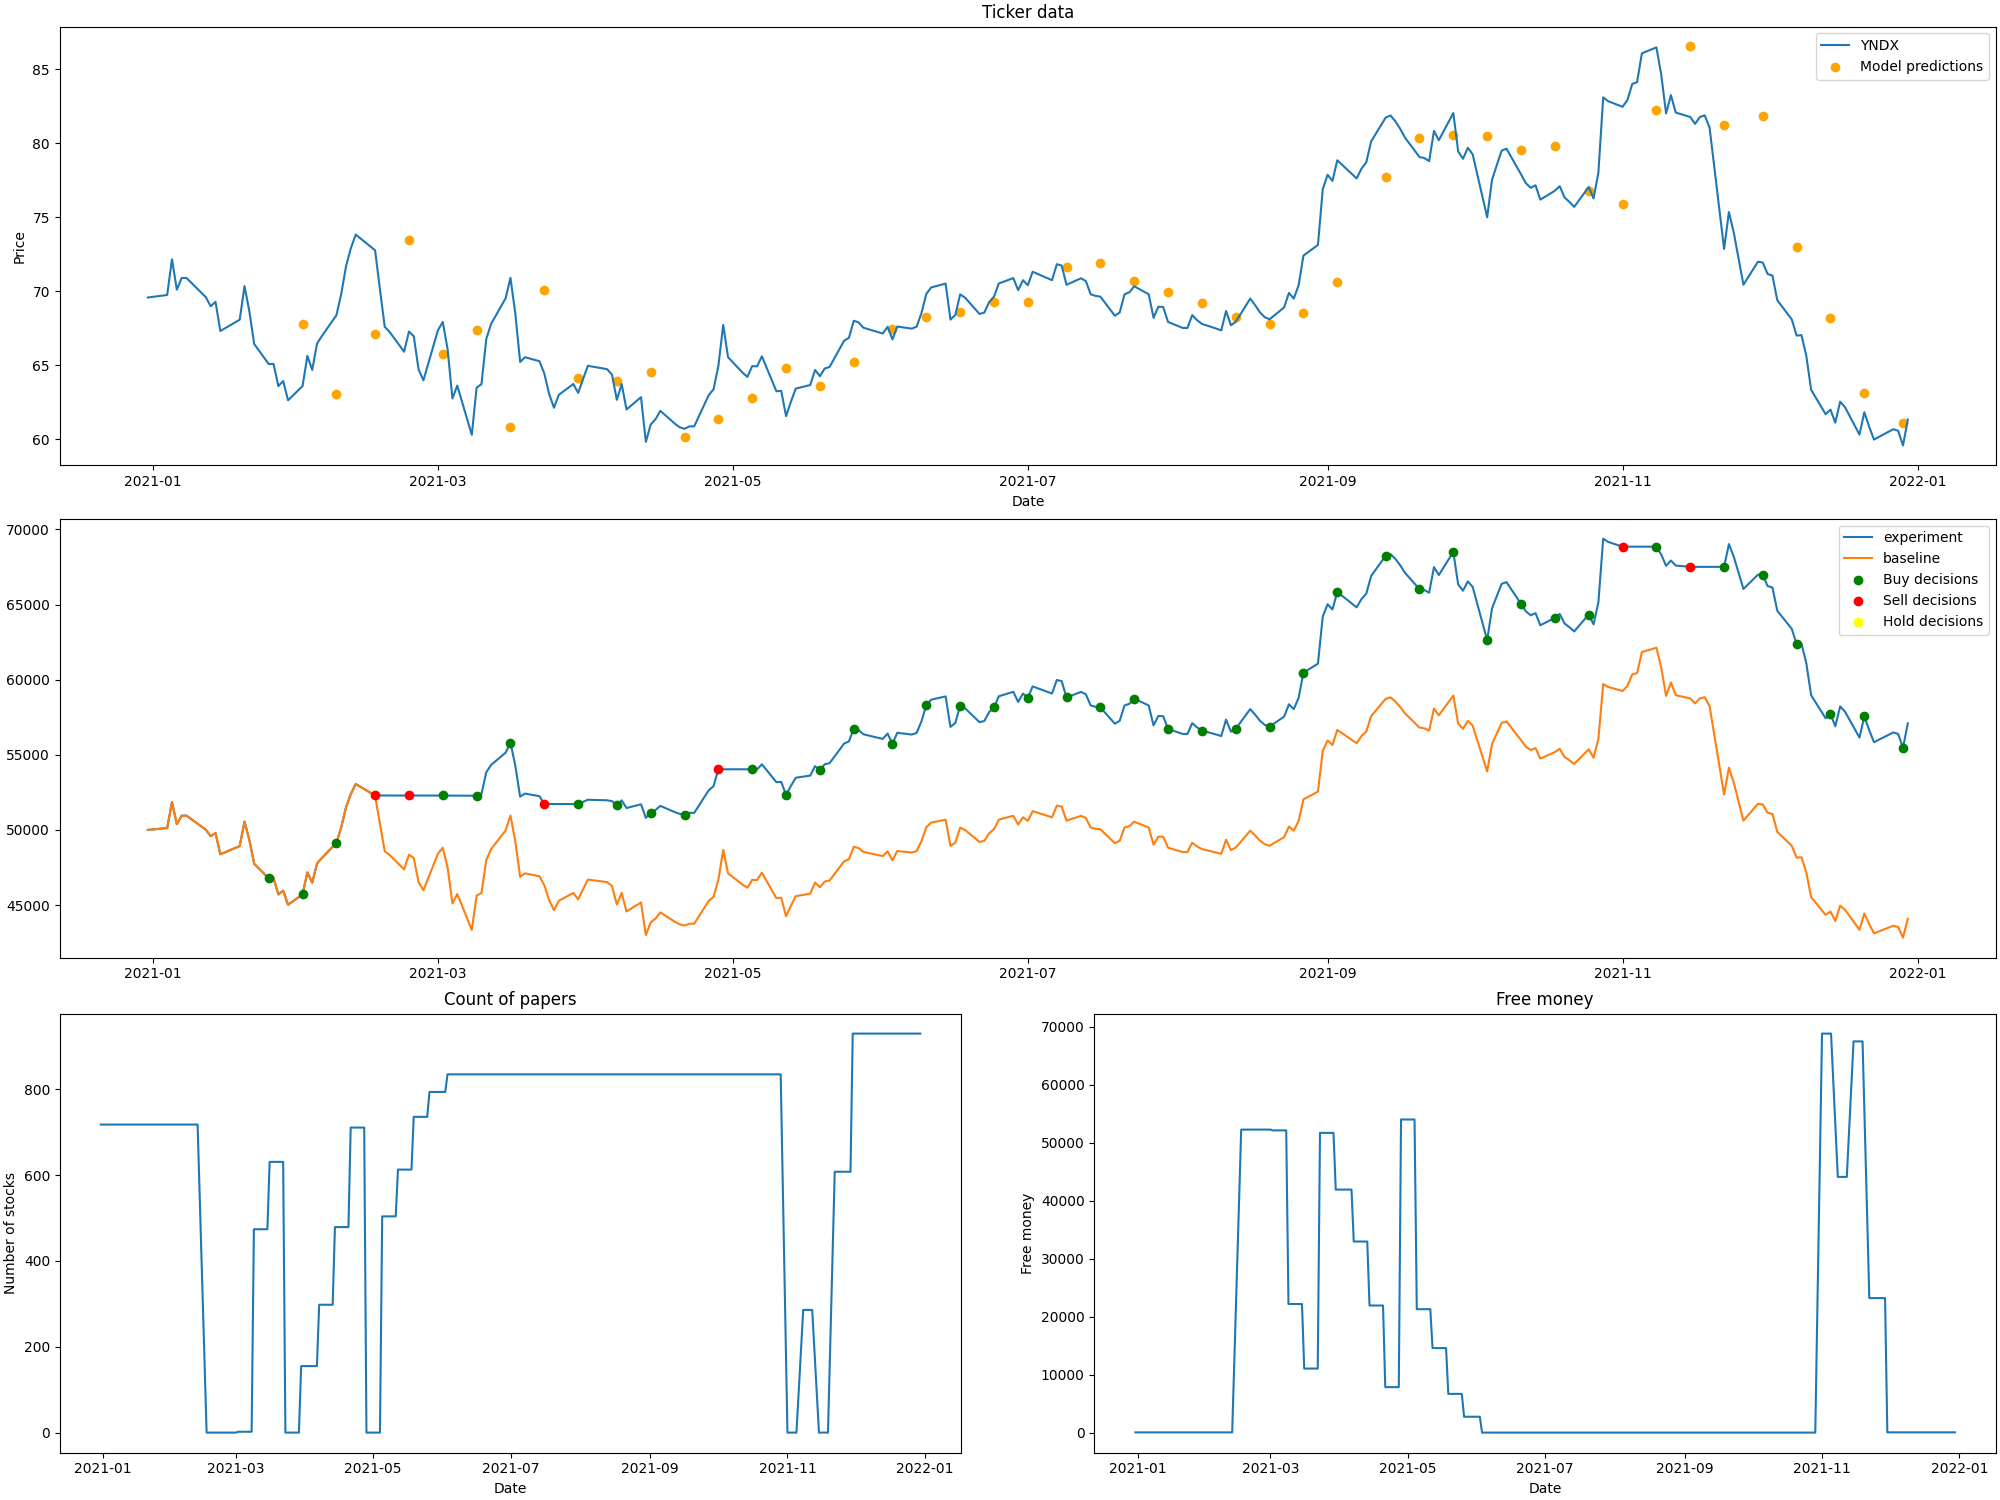 Ticker data
YNDX
Model predictions
Price
85
80
75
70
65
60
2021-01 2021-03 2021-05 2021-07 2021-09 2021-11 2022-01
Date
experiment
baseline
Buy decisions
Sell decisions
Hold decisions
70000
65000
60000
55000
50000
45000
2021-01 2021-03 2021-05 2021-07 2021-09 2021-11 2022-01
Count of papers
Number of stocks
800
600
400
200
0
2021-01 2021-03 2021-05 2021-07 2021-09 2021-11 2022-01
Date
Free money
Free money
70000
60000
50000
40000
30000
20000
10000
0
2021-01 2021-03 2021-05 2021-07 2021-09 2021-11 2022-01
Date